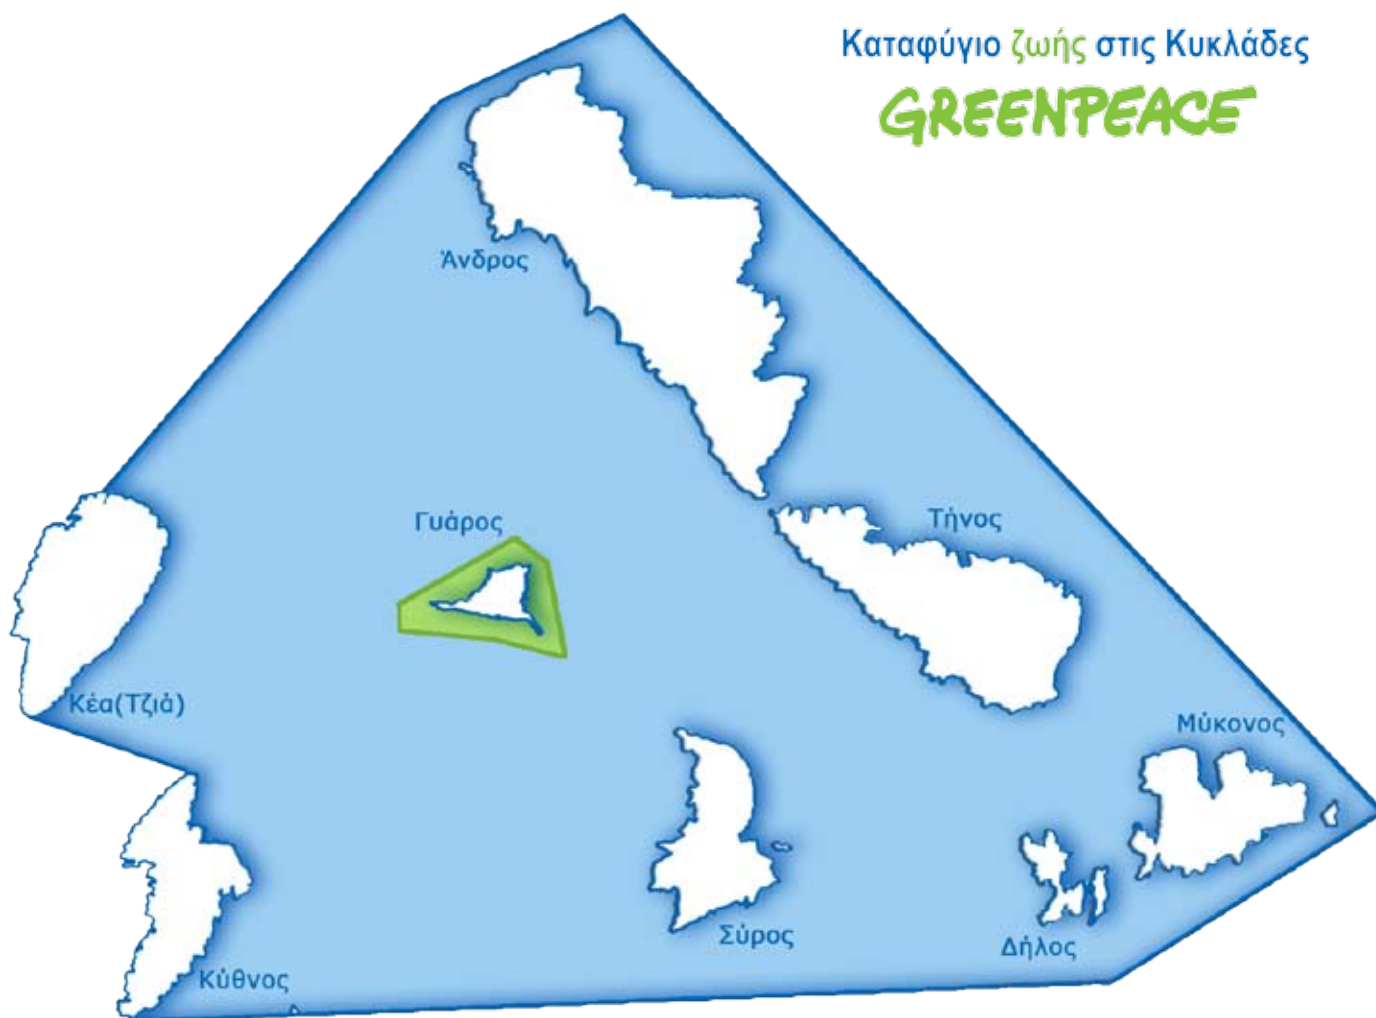 Καταφύγιο ζωής στις Κυκλάδες
GREENPEACE
Άνδρος
Γυάρος
Τήνος
Κέα(Τζιά)
Μύκονος
Σύρος
Δήλος
Κύθνος